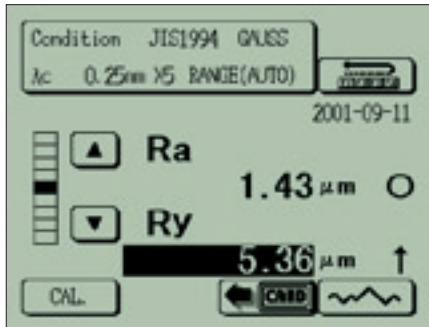 Condition JIS1994 GAUSS
λc 0.25mm X5 RANGE(AUTO)
2001-09-11
▲ Ra
1.43 μm O
▼ Ry
5.36 μm ↑
CAL. CARD